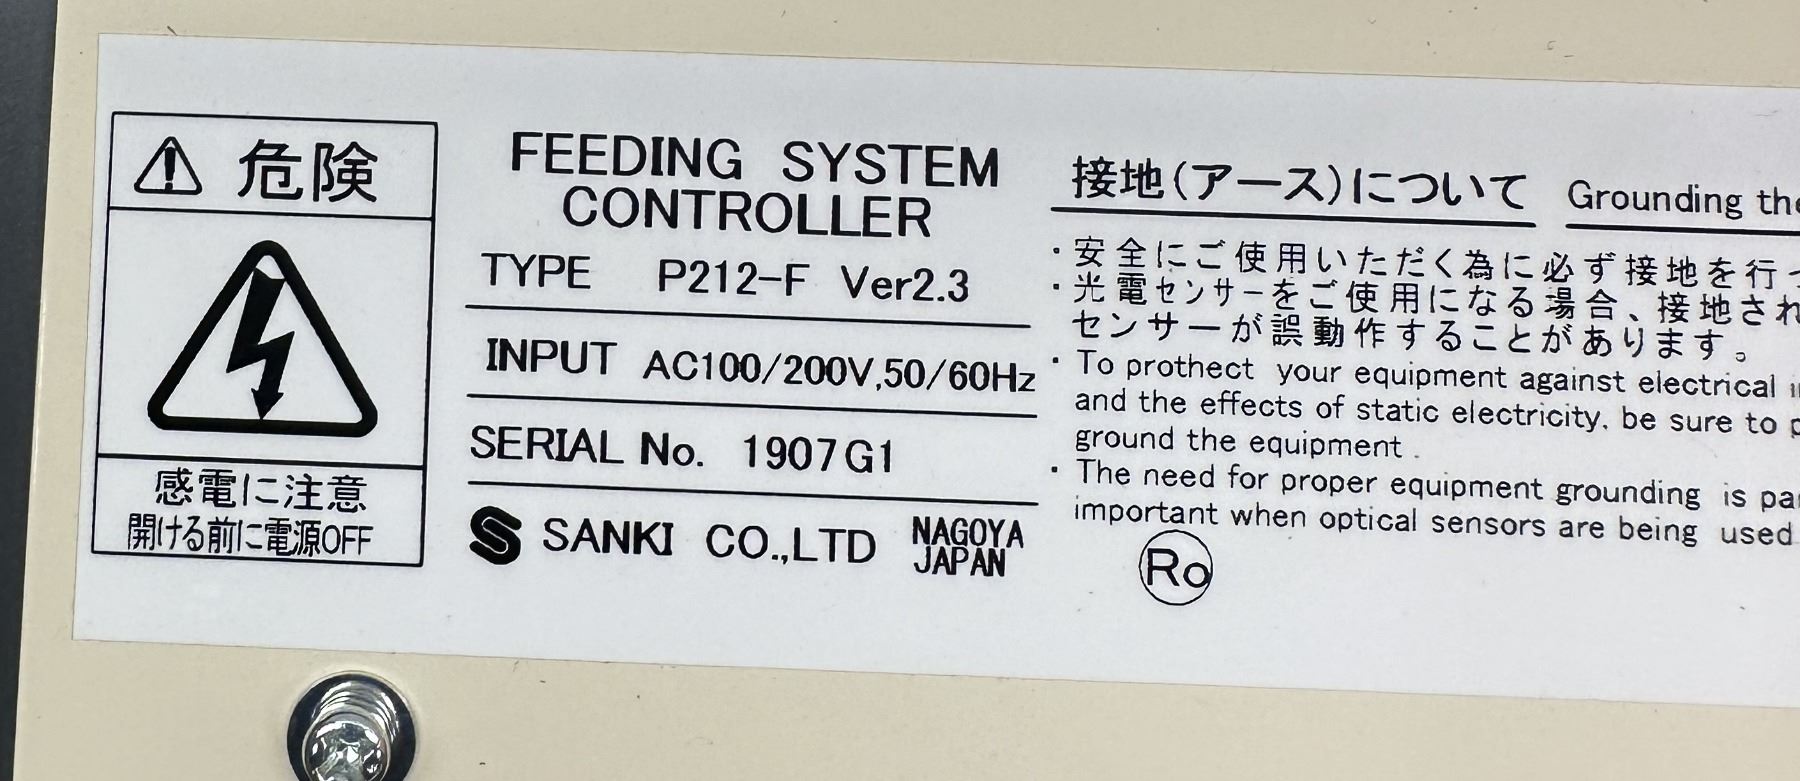 危険
感電に注意
開ける前に電源OFF
FEEDING SYSTEM
CONTROLLER
TYPE P212-F Ver2.3
INPUT AC100/200V,50/60Hz
SERIAL No. 1907G1
SANKI CO.,LTD NAGOYA
JAPAN
接地(アース)について Grounding the
・安全にご使用いただく為に必ず接地を行っ
・光電センサーをご使用になる場合、接地され
センサーが誤動作することがあります。
・To prothect your equipment against electrical
and the effects of static electricity. be sure to
ground the equipment.
・The need for proper equipment grounding is
important when optical sensors are being used
Ro